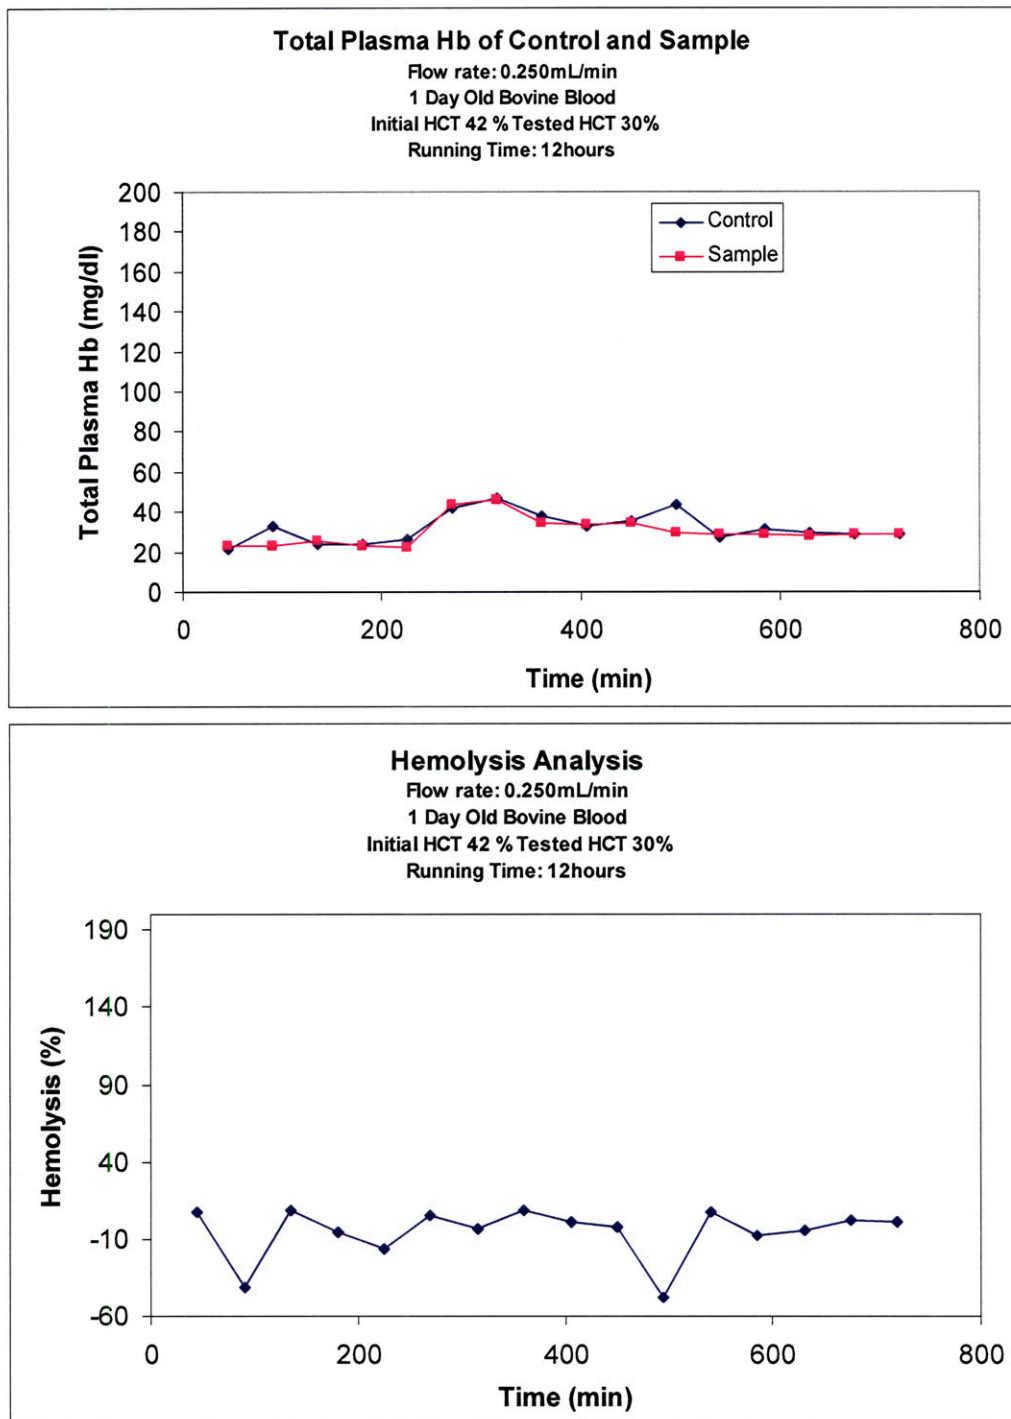 Total Plasma Hb of Control and Sample
Flow rate: 0.250mL/min
1 Day Old Bovine Blood
Initial HCT 42 % Tested HCT 30%
Running Time: 12hours
200
180
160
140
120
100
80
60
40
20
0
Total Plasma Hb (mg/dl)
Control
Sample
0 200 400 600 800
Time (min)
Hemolysis Analysis
Flow rate: 0.250mL/min
1 Day Old Bovine Blood
Initial HCT 42 % Tested HCT 30%
Running Time: 12hours
190
140
90
40
-10
-60
Hemolysis (%)
0 200 400 600 800
Time (min)